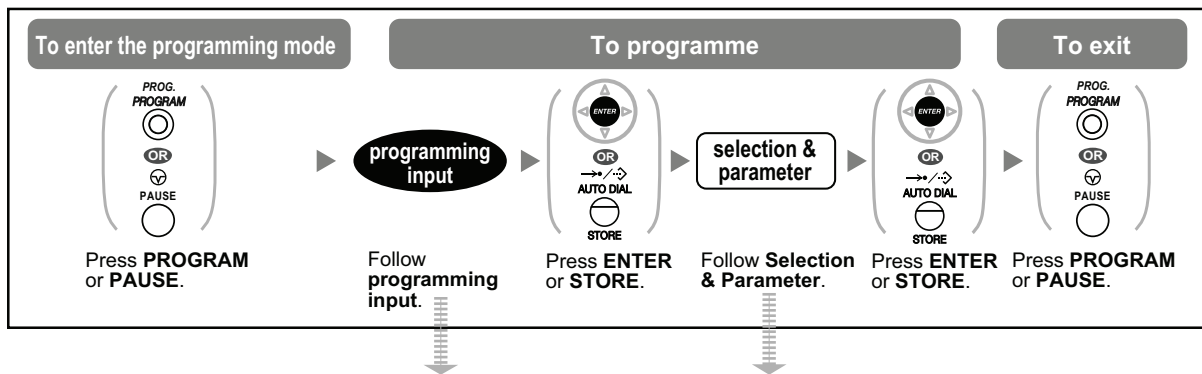 To enter the programming mode
To programme
To exit
PROG.
PROGRAM
OR
PAUSE
Press PROGRAM
or PAUSE.
programming
input
Follow
programming
input.
ENTER
OR
AUTO DIAL
STORE
Press ENTER
or STORE.
selection &
parameter
Follow Selection
& Parameter.
ENTER
OR
AUTO DIAL
STORE
Press ENTER
or STORE.
PROG.
PROGRAM
OR
PAUSE
Press PROGRAM
or PAUSE.